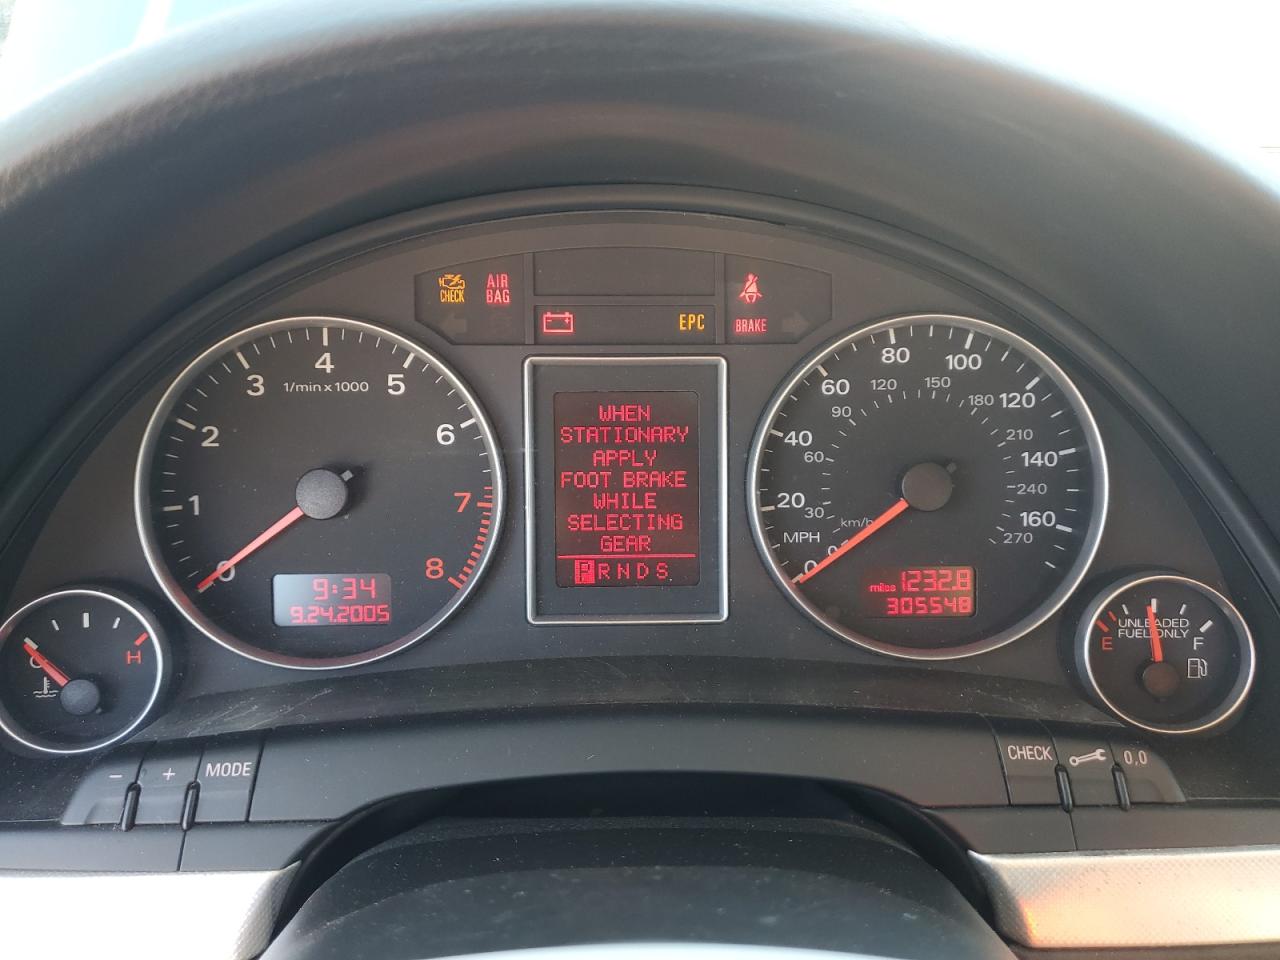 CHECK
AIR
BAG
EPC
BRAKE
1/min x 1000
0
1
2
3
4
5
6
7
8
9:34
9.24.2005
WHEN
STATIONARY
APPLY
FOOT BRAKE
WHILE
SELECTING
GEAR
P R N D S
MPH
0
20
40
60
80
100
120
140
160
km/h
0
30
60
90
120
150
180
210
240
270
miles 1232.8
305548
C
H
UNLEADED
FUEL ONLY
E
F
- + MODE
CHECK 0,0